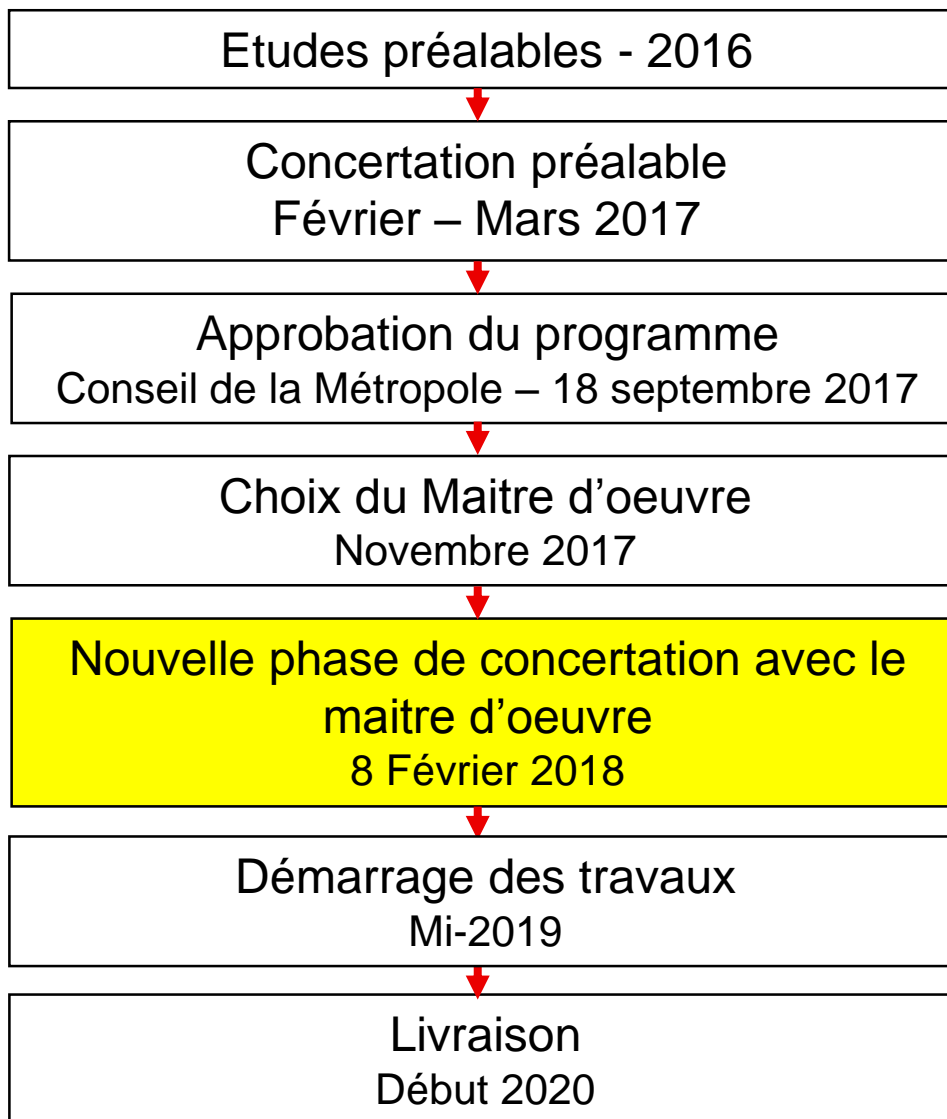 Etudes préalables - 2016
Concertation préalable
Février – Mars 2017
Approbation du programme
Conseil de la Métropole – 18 septembre 2017
Choix du Maitre d’oeuvre
Novembre 2017
Nouvelle phase de concertation avec le
maitre d’oeuvre
8 Février 2018
Démarrage des travaux
Mi-2019
Livraison
Début 2020